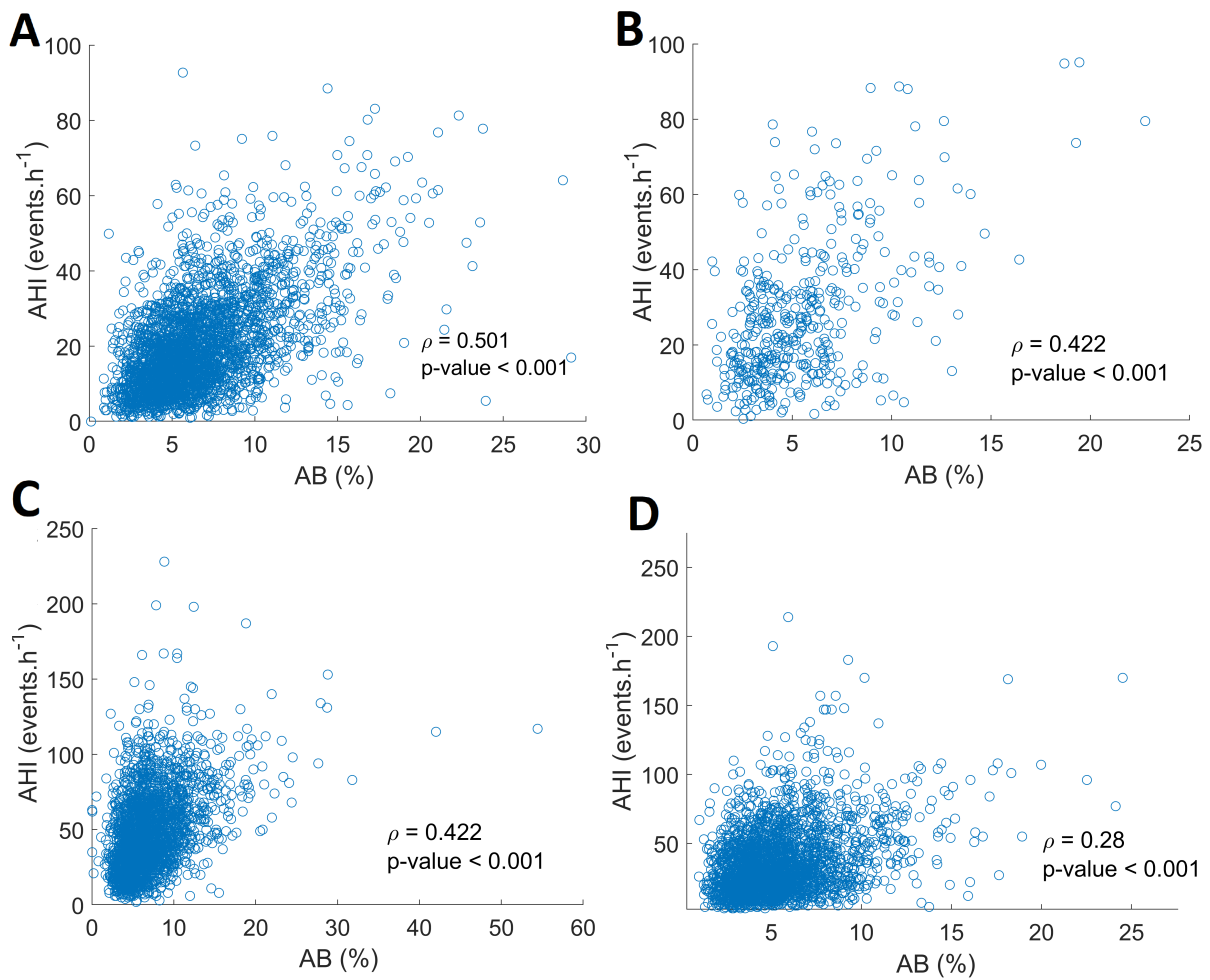 A
100
80
60
40
20
0
AHI (events.h-1)
0 5 10 15 20 25 30
AB (%)
ρ = 0.501
p-value < 0.001
B
100
80
60
40
20
0
AHI (events.h-1)
0 5 10 15 20 25
AB (%)
ρ = 0.422
p-value < 0.001
C
250
200
150
100
50
0
AHI (events.h-1)
0 10 20 30 40 50 60
AB (%)
ρ = 0.422
p-value < 0.001
D
250
200
150
100
50
AHI (events.h-1)
5 10 15 20 25
AB (%)
ρ = 0.28
p-value < 0.001